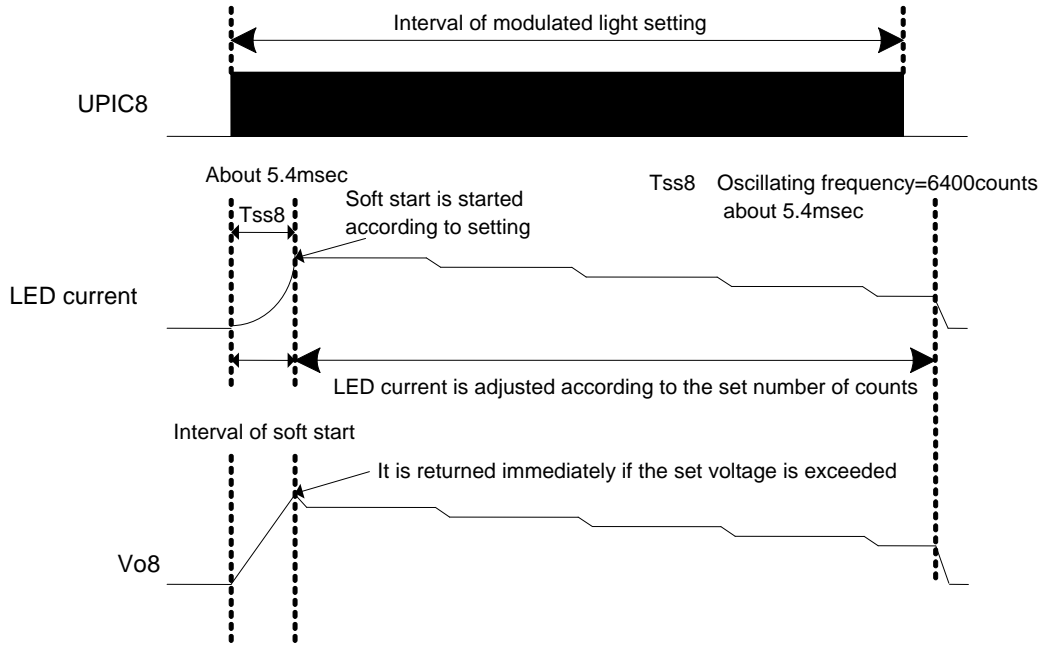 Interval of modulated light setting
UPIC8
About 5.4msec
Tss8 Oscillating frequency=6400counts
about 5.4msec
Soft start is started
according to setting
Tss8
LED current
LED current is adjusted according to the set number of counts
Interval of soft start
It is returned immediately if the set voltage is exceeded
Vo8